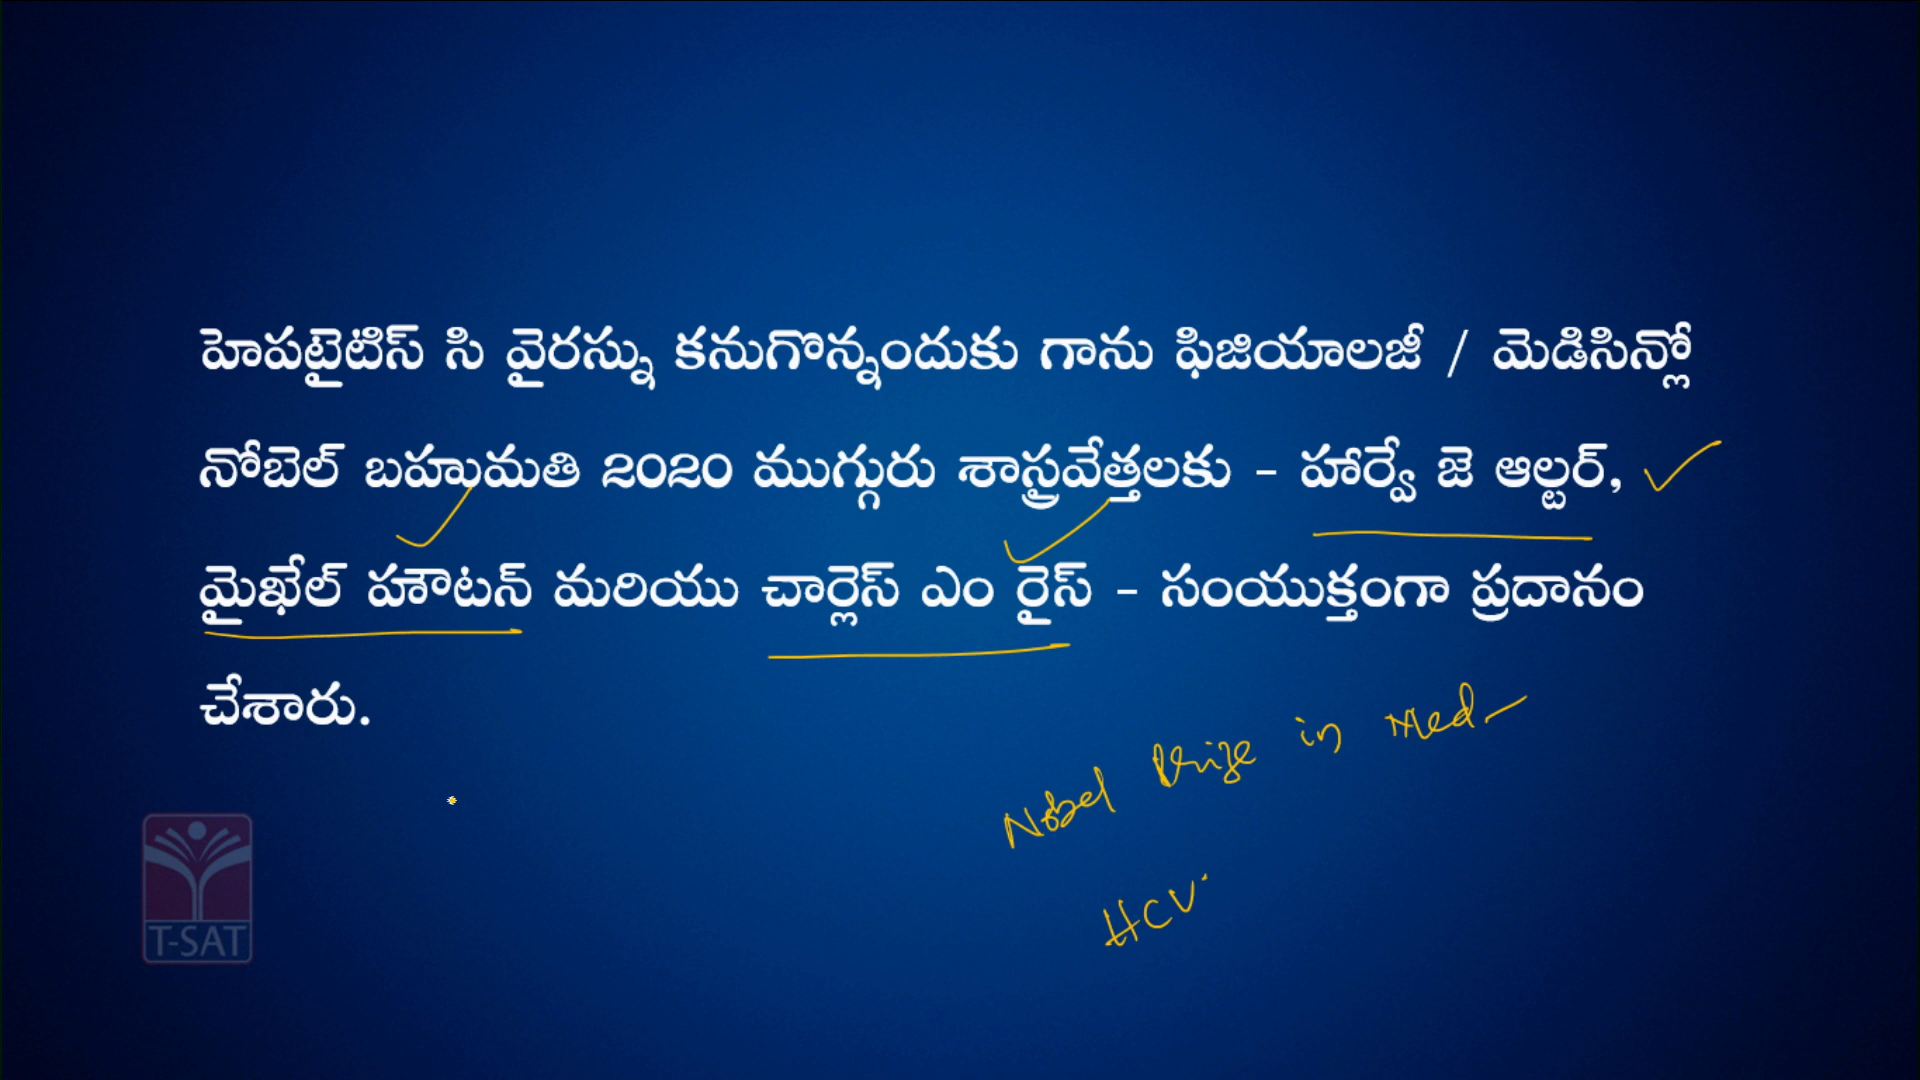 హెపటైటిస్ సి వైరస్ను కనుగొన్నందుకు గాను ఫిజియాలజీ / మెడిసిన్లో
నోబెల్ బహుమతి 2020 ముగ్గురు శాస్త్రవేత్తలకు - హార్వే జె ఆల్టర్,
మైఖేల్ హౌటన్ మరియు చార్లెస్ ఎం రైస్ - సంయుక్తంగా ప్రదానం
చేశారు.
Nobel Prize in Med
HCV
T-SAT